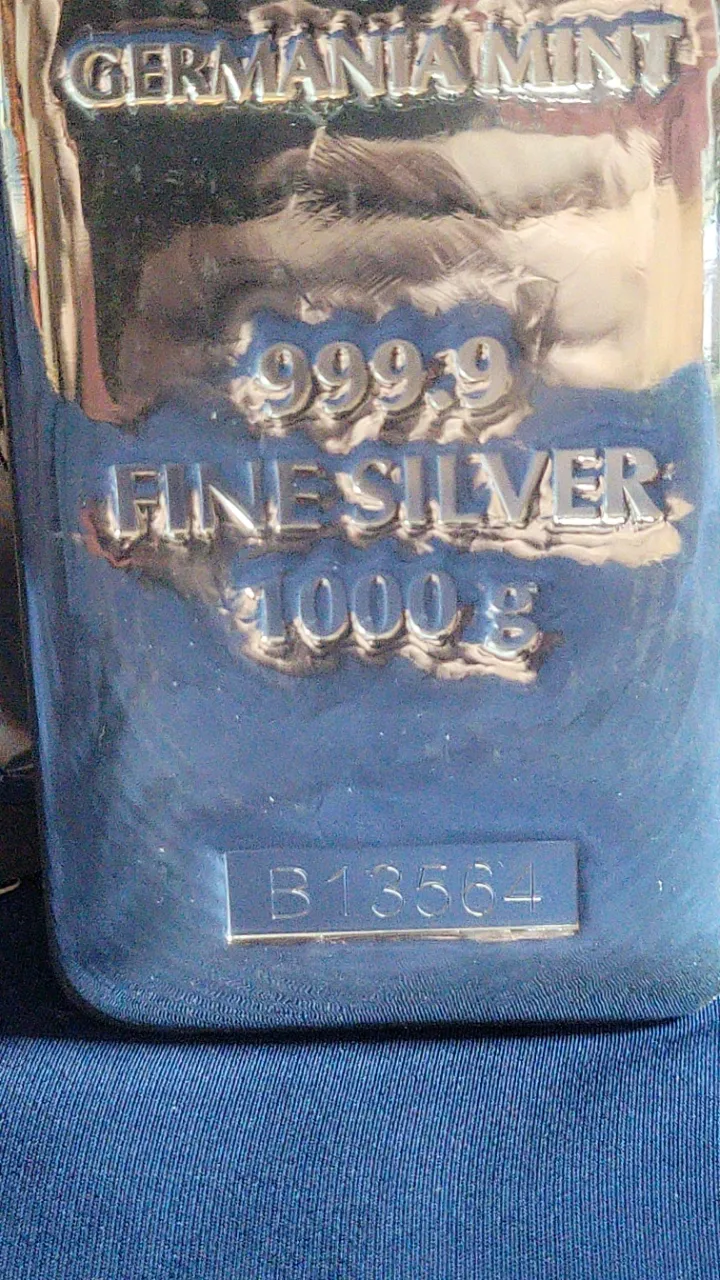 GERMANIA MINT
999.9
FINE SILVER
1000 g
B13564